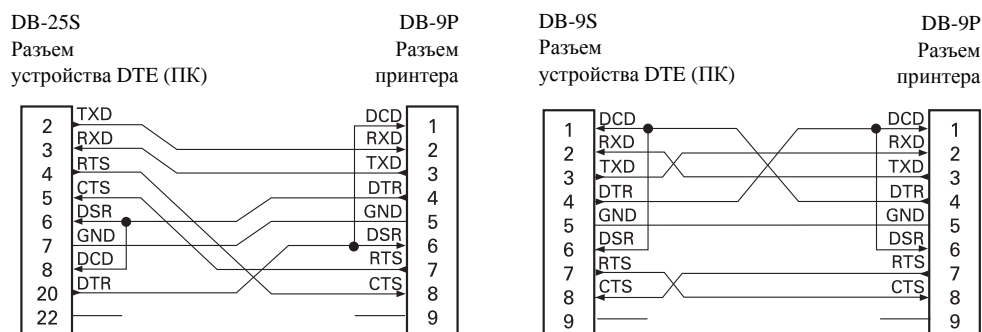 DB-25S
Разъем
устройства DTE (ПК)
DB-9P
Разъем
принтера
2 TXD
3 RXD
4 RTS
5 CTS
6 DSR
7 GND
8 DCD
20 DTR
22
DCD 1
RXD 2
TXD 3
DTR 4
GND 5
DSR 6
RTS 7
CTS 8
9
DB-9S
Разъем
устройства DTE (ПК)
DB-9P
Разъем
принтера
1 DCD
2 RXD
3 TXD
4 DTR
5 GND
6 DSR
7 RTS
8 CTS
9
DCD 1
RXD 2
TXD 3
DTR 4
GND 5
DSR 6
RTS 7
CTS 8
9